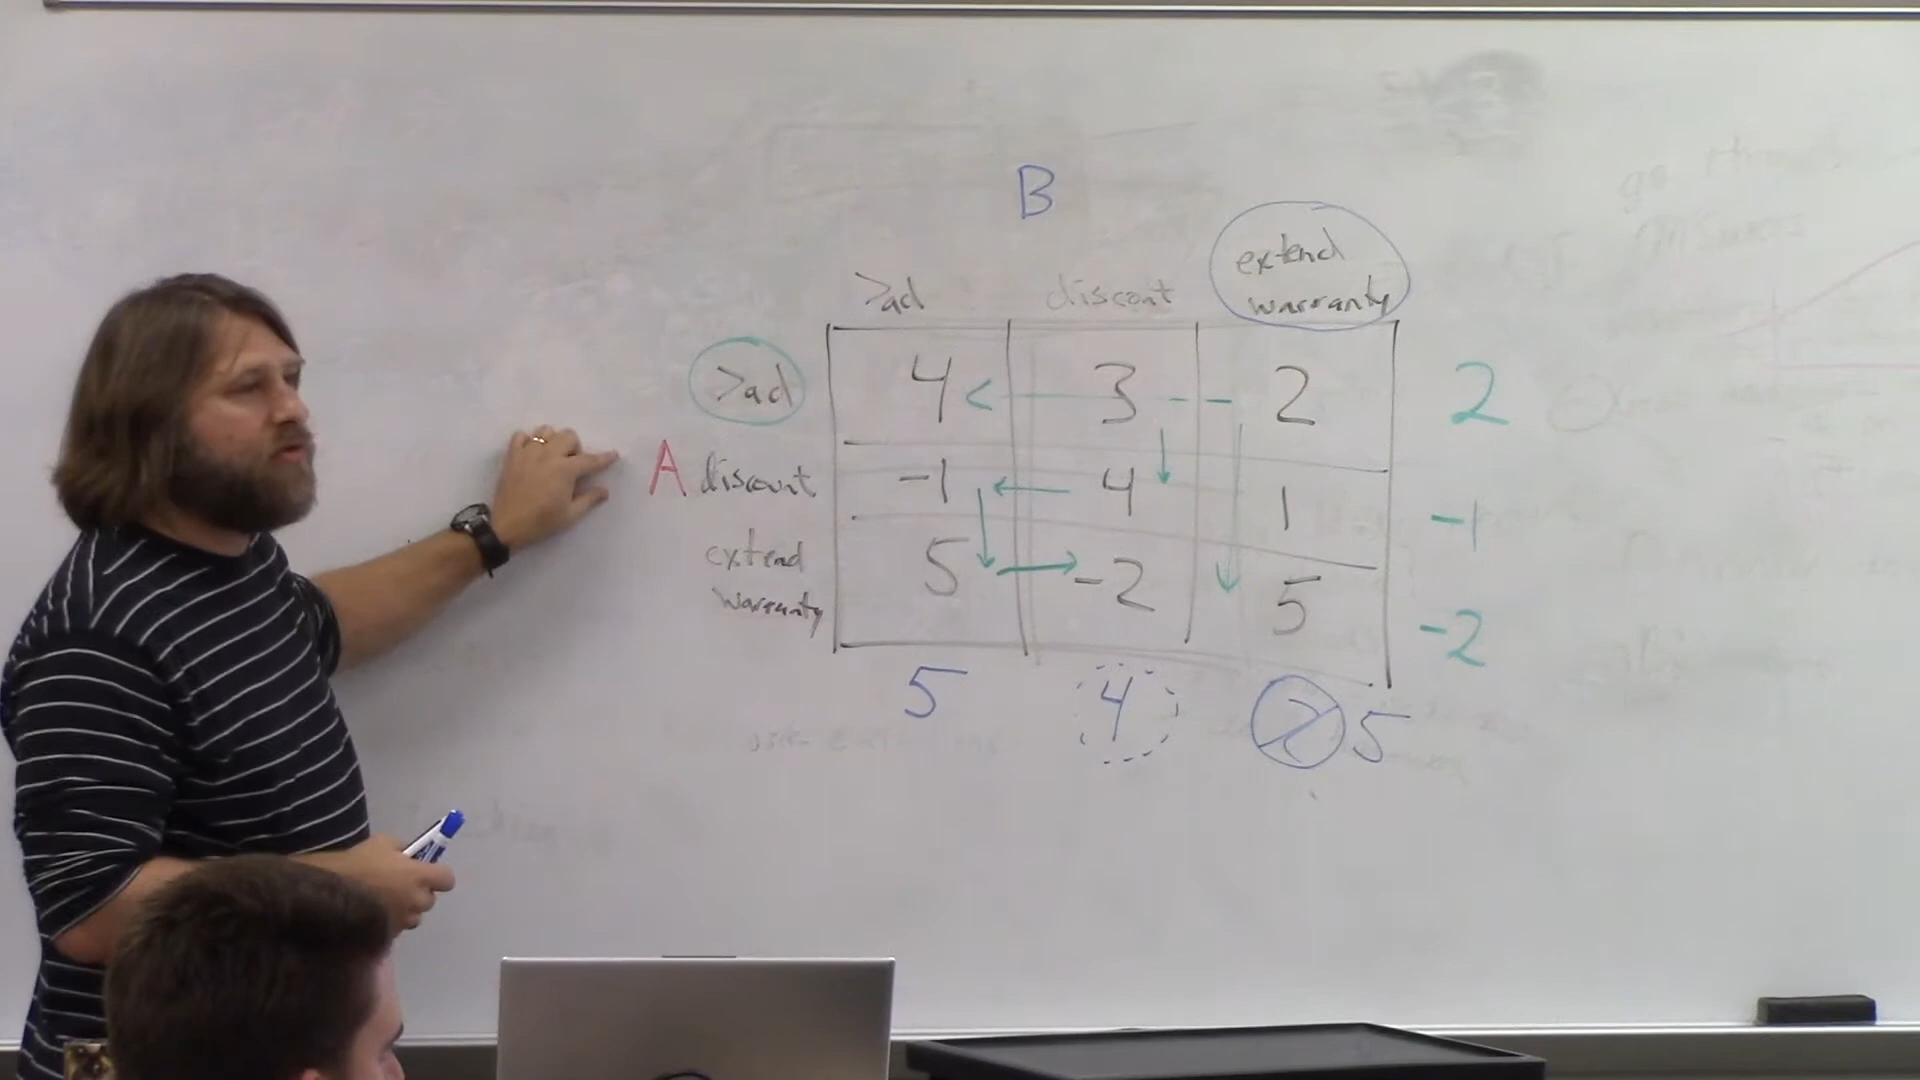 B
>ad discont extend
warranty
>ad 4 < 3 2 2
A discount -1 4 1 -1
extend
warranty 5 -2 5 -2
5 4 2 5